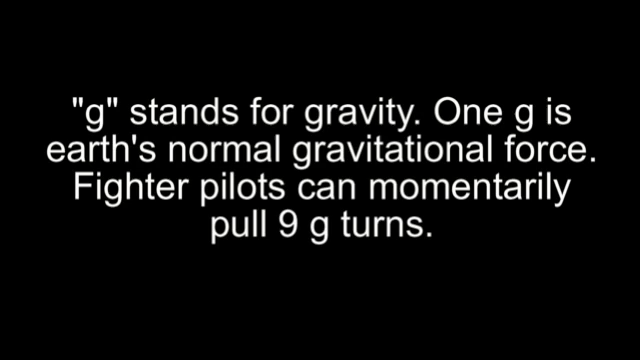 "g" stands for gravity. One g is
earth's normal gravitational force.
Fighter pilots can momentarily
pull 9 g turns.